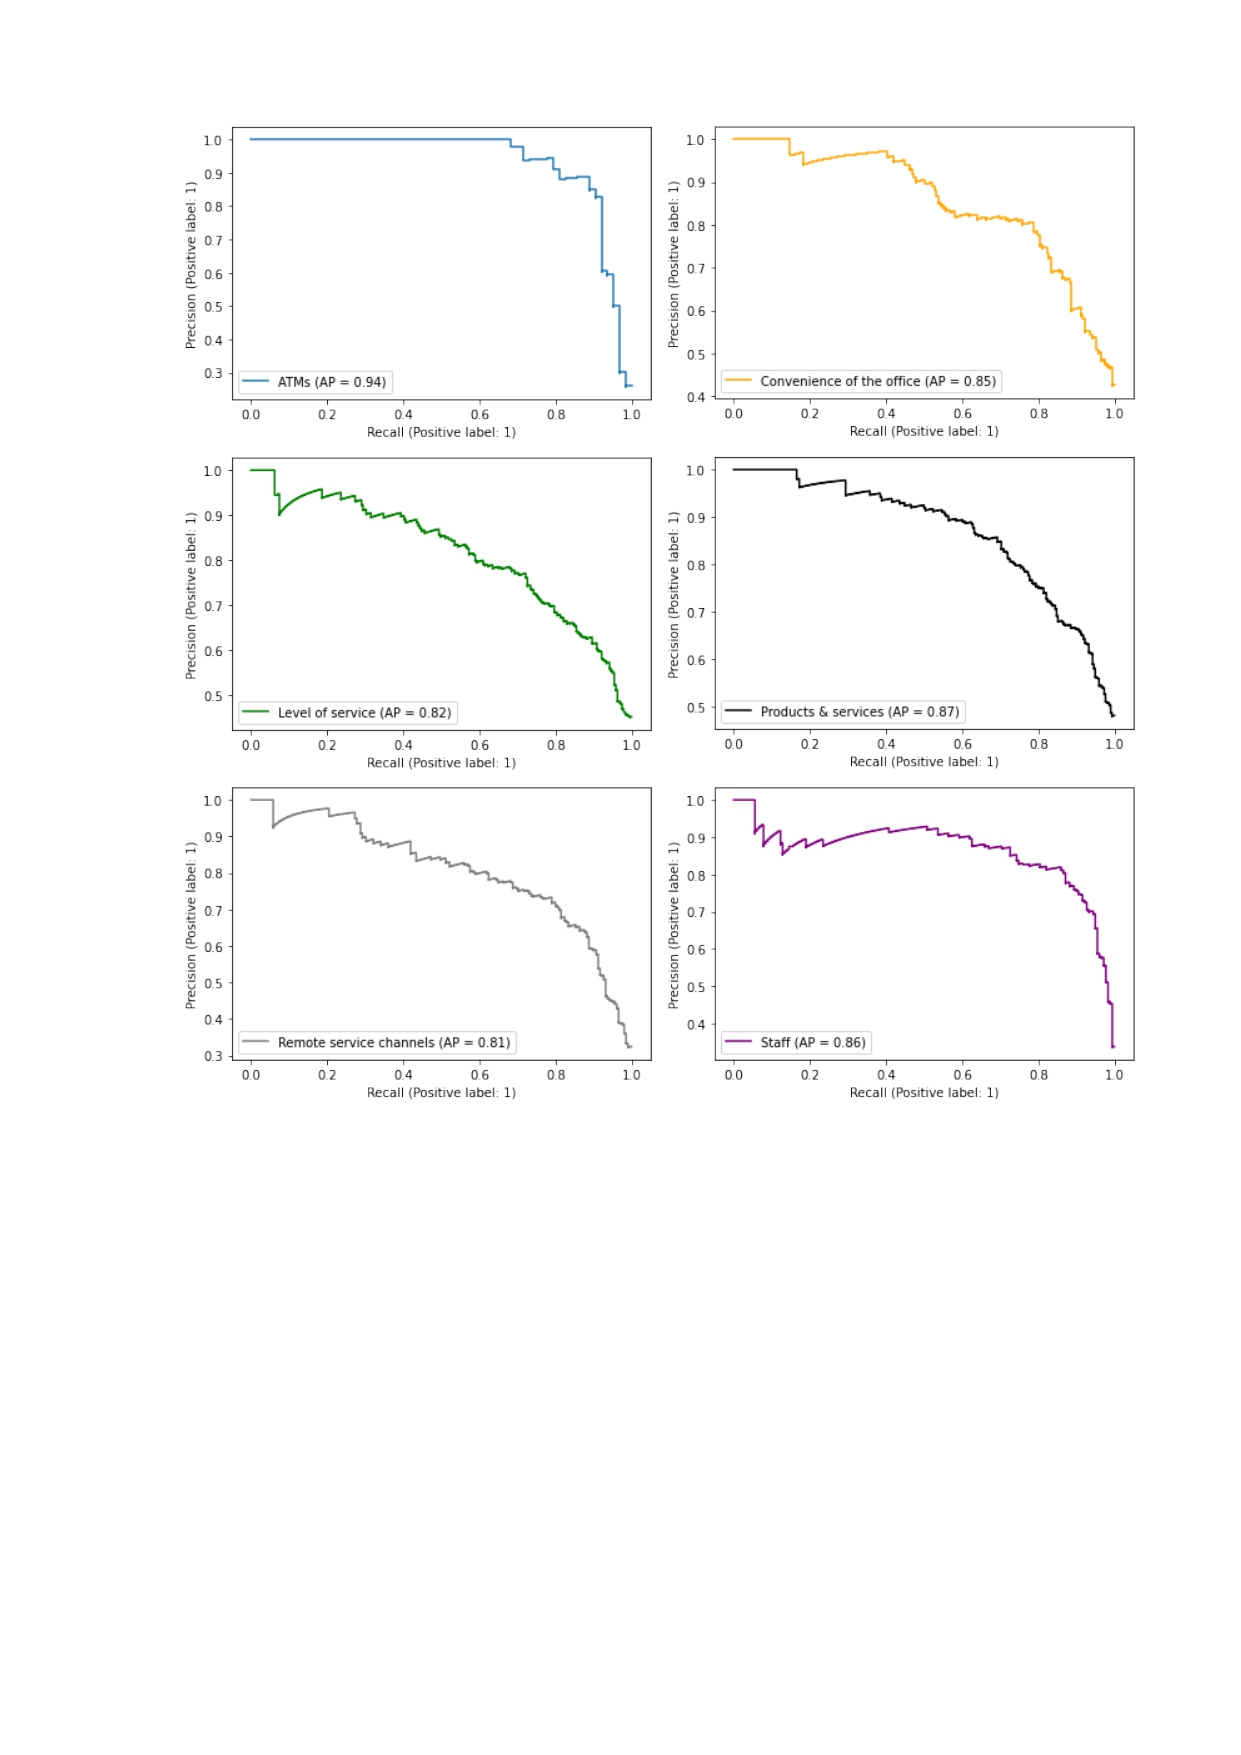 1.0
0.9
0.8
0.7
0.6
0.5
0.4
0.3
Precision (Positive label: 1)
ATMs (AP = 0.94)
0.0 0.2 0.4 0.6 0.8 1.0
Recall (Positive label: 1)
1.0
0.9
0.8
0.7
0.6
0.5
0.4
Precision (Positive label: 1)
Convenience of the office (AP = 0.85)
0.0 0.2 0.4 0.6 0.8 1.0
Recall (Positive label: 1)
1.0
0.9
0.8
0.7
0.6
0.5
Precision (Positive label: 1)
Level of service (AP = 0.82)
0.0 0.2 0.4 0.6 0.8 1.0
Recall (Positive label: 1)
1.0
0.9
0.8
0.7
0.6
0.5
Precision (Positive label: 1)
Products & services (AP = 0.87)
0.0 0.2 0.4 0.6 0.8 1.0
Recall (Positive label: 1)
1.0
0.9
0.8
0.7
0.6
0.5
0.4
0.3
Precision (Positive label: 1)
Remote service channels (AP = 0.81)
0.0 0.2 0.4 0.6 0.8 1.0
Recall (Positive label: 1)
1.0
0.9
0.8
0.7
0.6
0.5
0.4
Precision (Positive label: 1)
Staff (AP = 0.86)
0.0 0.2 0.4 0.6 0.8 1.0
Recall (Positive label: 1)